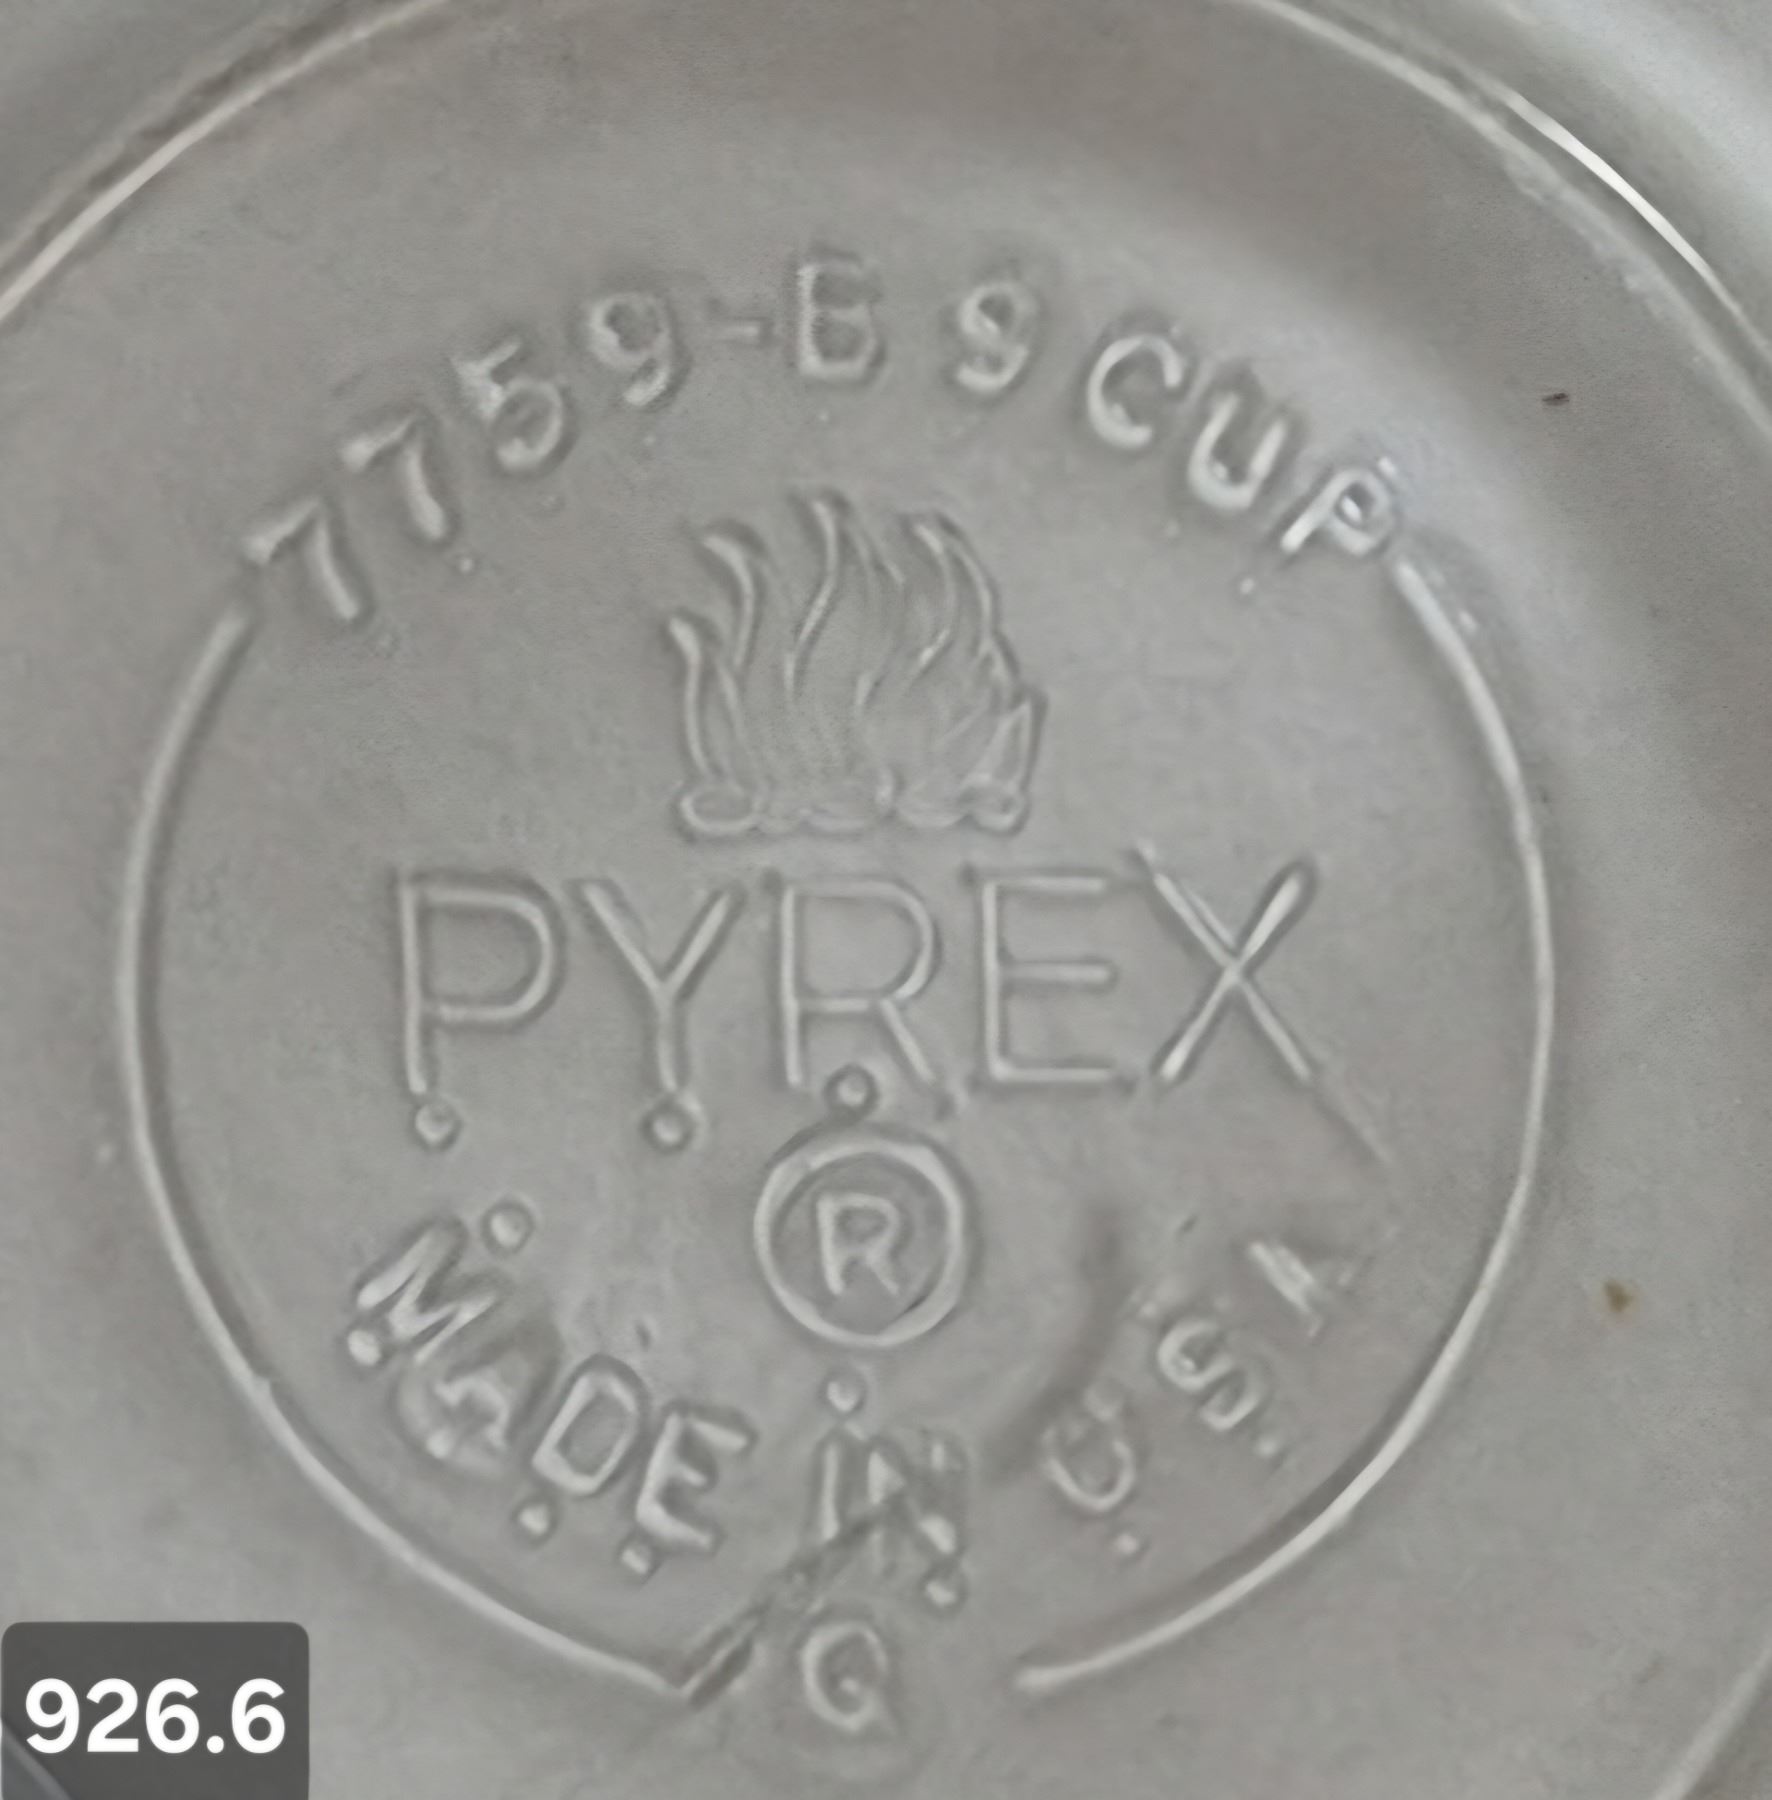 7759-B 9 CUP
PYREX
®
MADE IN U.S.A
G
926.6